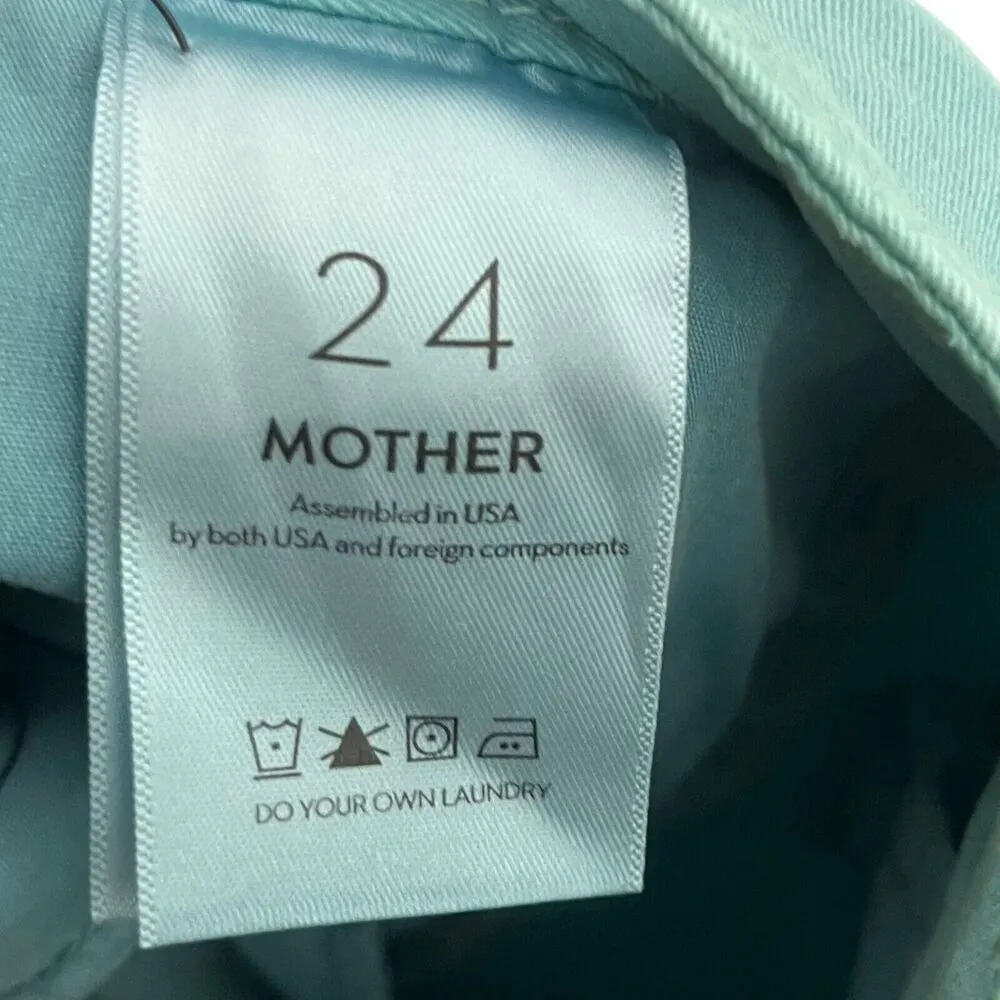 24
MOTHER
Assembled in USA
by both USA and foreign components
DO YOUR OWN LAUNDRY